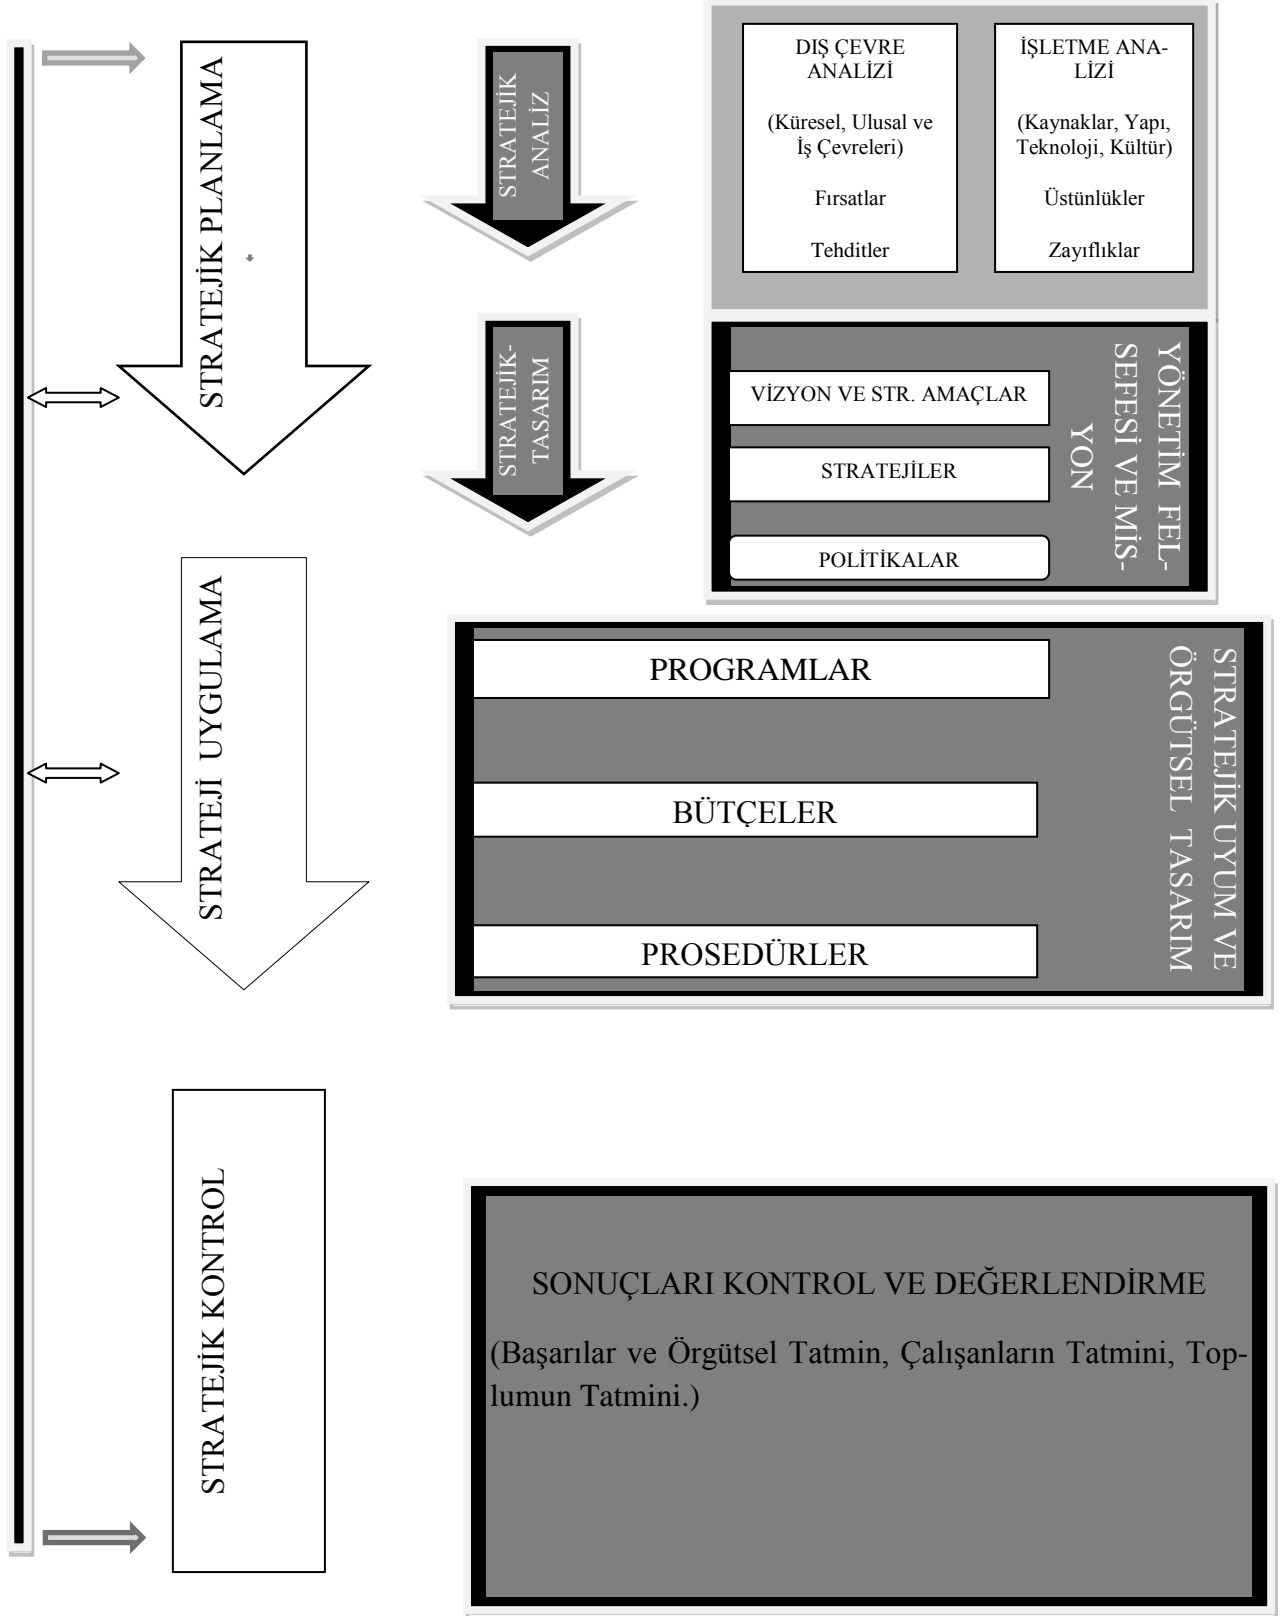 STRATEJİK PLANLAMA
STRATEJİK
ANALİZ
DIŞ ÇEVRE
ANALİZİ
(Küresel, Ulusal ve
İş Çevreleri)
Fırsatlar
Tehditler
İŞLETME ANA-
LİZİ
(Kaynaklar, Yapı,
Teknoloji, Kültür)
Üstünlükler
Zayıflıklar
STRATEJİK-
TASARIM
VİZYON VE STR. AMAÇLAR
STRATEJİLER
POLİTİKALAR
YÖNETİM FEL-
SEFESİ VE MİS-
YON
STRATEJİ UYGULAMA
PROGRAMLAR
BÜTÇELER
PROSEDÜRLER
STRATEJİK UYUM VE
ÖRGÜTSEL TASARIM
STRATEJİK KONTROL
SONUÇLARI KONTROL VE DEĞERLENDİRME
(Başarılar ve Örgütsel Tatmin, Çalışanların Tatmini, Top-
lumun Tatmini.)